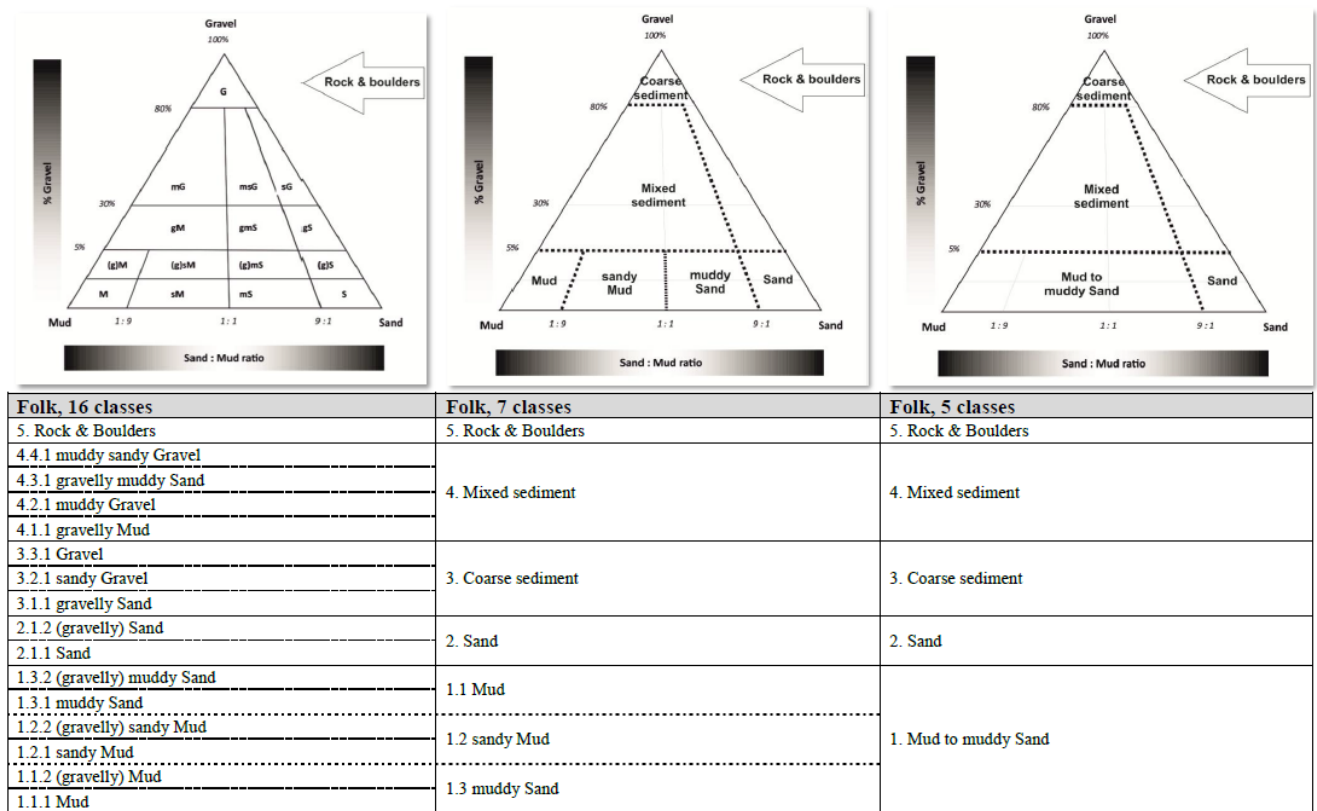 Gravel
100%
Rock & boulders
G
80%
% Gravel
mG
msG
sG
30%
gM
gmS
gS
5%
(g)M
(g)sM
(g)mS
(g)S
M
sM
mS
S
Mud
1 : 9
1 : 1
9 : 1
Sand
Sand : Mud ratio
Gravel
100%
Rock & boulders
Coarse
sediment
80%
% Gravel
Mixed
sediment
30%
5%
Mud
sandy
Mud
muddy
Sand
Sand
Mud
1 : 9
1 : 1
9 : 1
Sand
Sand : Mud ratio
Gravel
100%
Rock & boulders
Coarse
sediment
80%
% Gravel
Mixed
sediment
30%
5%
Mud to
muddy Sand
Sand
Mud
1 : 9
1 : 1
9 : 1
Sand
Sand : Mud ratio
Folk, 16 classes
Folk, 7 classes
Folk, 5 classes
5. Rock & Boulders
5. Rock & Boulders
5. Rock & Boulders
4.4.1 muddy sandy Gravel
4.3.1 gravelly muddy Sand
4.2.1 muddy Gravel
4.1.1 gravelly Mud
4. Mixed sediment
4. Mixed sediment
3.3.1 Gravel
3.2.1 sandy Gravel
3.1.1 gravelly Sand
3. Coarse sediment
3. Coarse sediment
2.1.2 (gravelly) Sand
2.1.1 Sand
2. Sand
2. Sand
1.3.2 (gravelly) muddy Sand
1.3.1 muddy Sand
1.1 Mud
1.2.2 (gravelly) sandy Mud
1.2.1 sandy Mud
1.2 sandy Mud
1. Mud to muddy Sand
1.1.2 (gravelly) Mud
1.1.1 Mud
1.3 muddy Sand